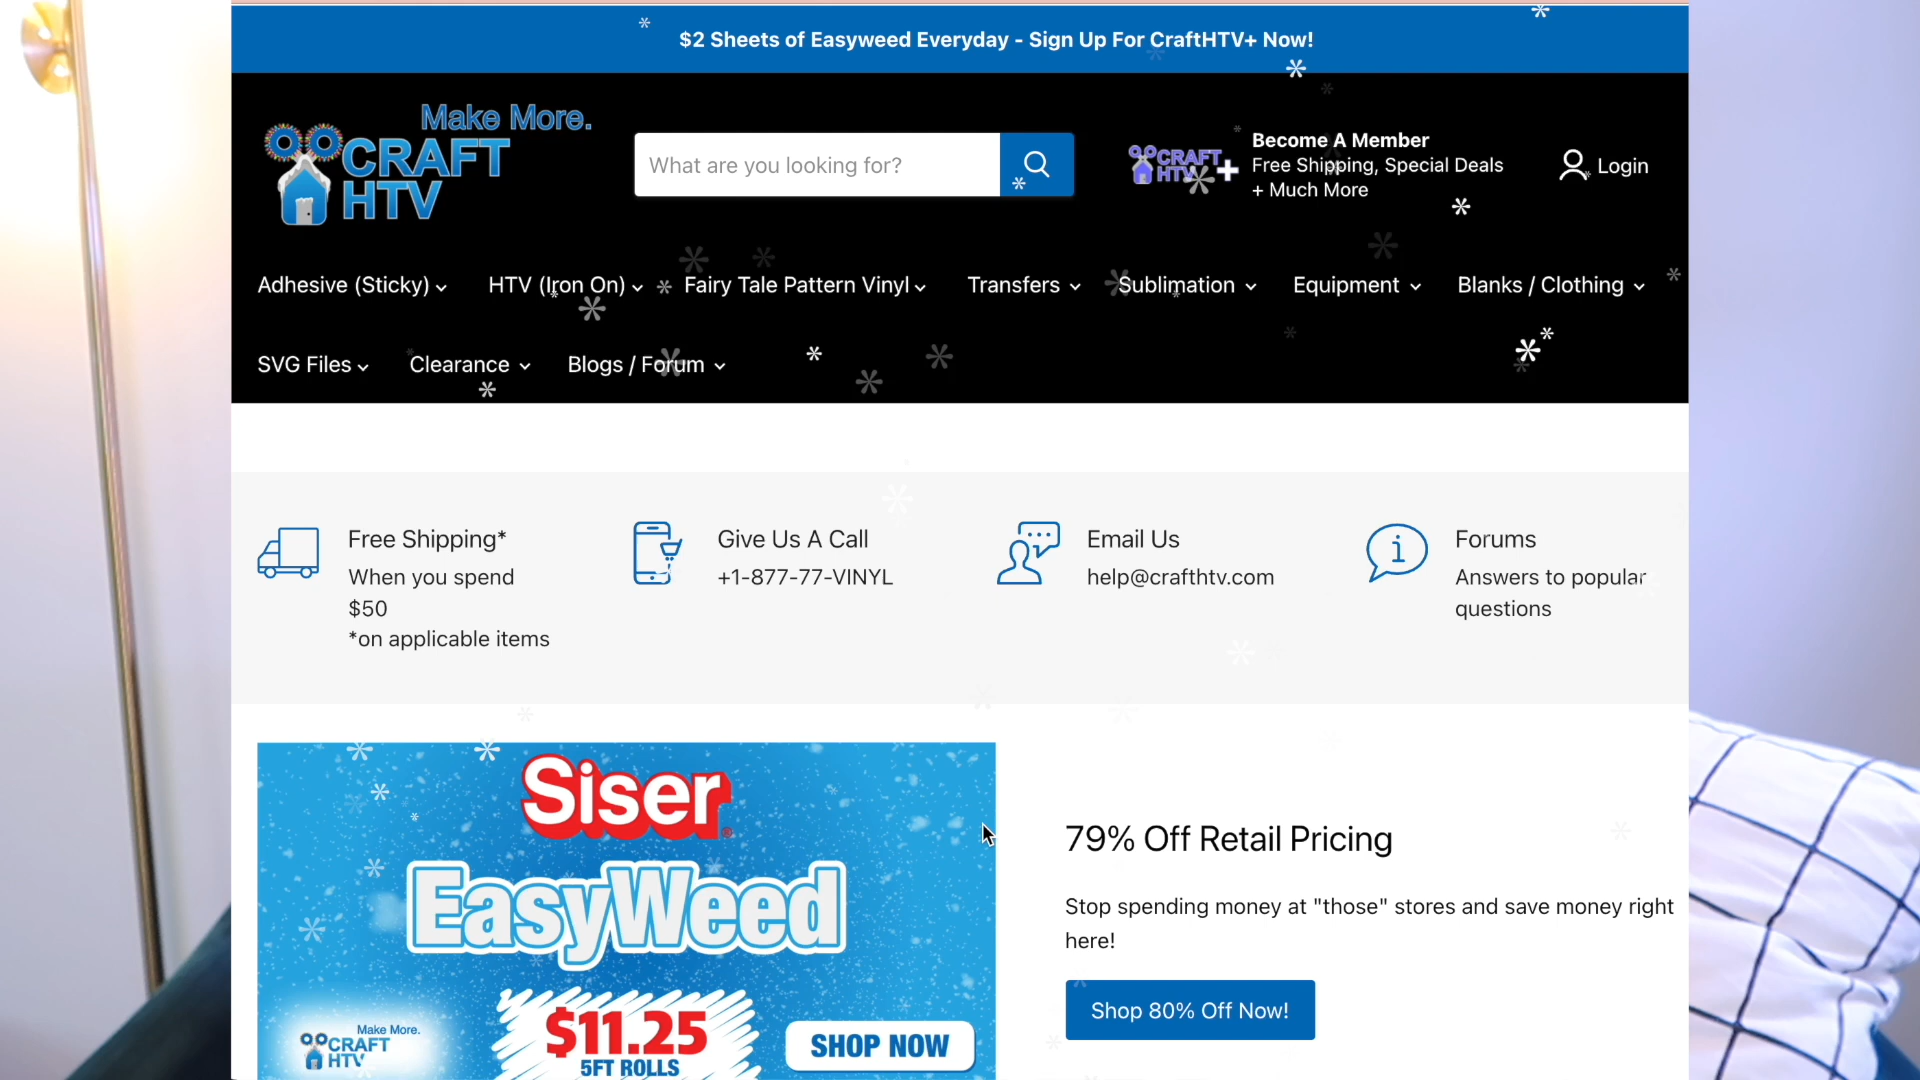 $2 Sheets of Easyweed Everyday - Sign Up For CraftHTV+ Now!
Make More.
CRAFT
HTV
What are you looking for?
CRAFT
HTV+
Become A Member
Free Shipping, Special Deals
+ Much More
Login
Adhesive (Sticky) HTV (Iron On) Fairy Tale Pattern Vinyl Transfers Sublimation Equipment Blanks / Clothing
SVG Files Clearance Blogs / Forum
Free Shipping*
When you spend
$50
*on applicable items
Give Us A Call
+1-877-77-VINYL
Email Us
help@crafthtv.com
Forums
Answers to popular
questions
Siser®
EasyWeed
$11.25
5FT ROLLS
Make More.
CRAFT
HTV
SHOP NOW
79% Off Retail Pricing
Stop spending money at "those" stores and save money right
here!
Shop 80% Off Now!